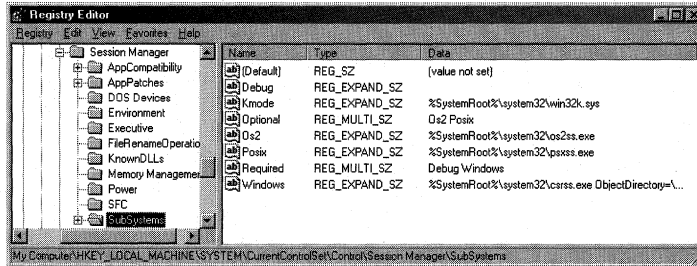 Registry Editor
Registry Edit View Favorites Help
Session Manager
AppCompatibility
AppPatches
DOS Devices
Environment
Executive
FileRenameOperatio
KnownDLLs
Memory Managemer
Power
SFC
SubSystems
Name Type Data
(Default) REG_SZ (value not set)
Debug REG_EXPAND_SZ
Kmode REG_EXPAND_SZ %SystemRoot%\system32\win32k.sys
Optional REG_MULTI_SZ Os2 Posix
Os2 REG_EXPAND_SZ %SystemRoot%\system32\os2ss.exe
Posix REG_EXPAND_SZ %SystemRoot%\system32\psxss.exe
Required REG_MULTI_SZ Debug Windows
Windows REG_EXPAND_SZ %SystemRoot%\system32\csrss.exe ObjectDirectory=\...
My Computer\HKEY_LOCAL_MACHINE\SYSTEM\CurrentControlSet\Control\Session Manager\SubSystems